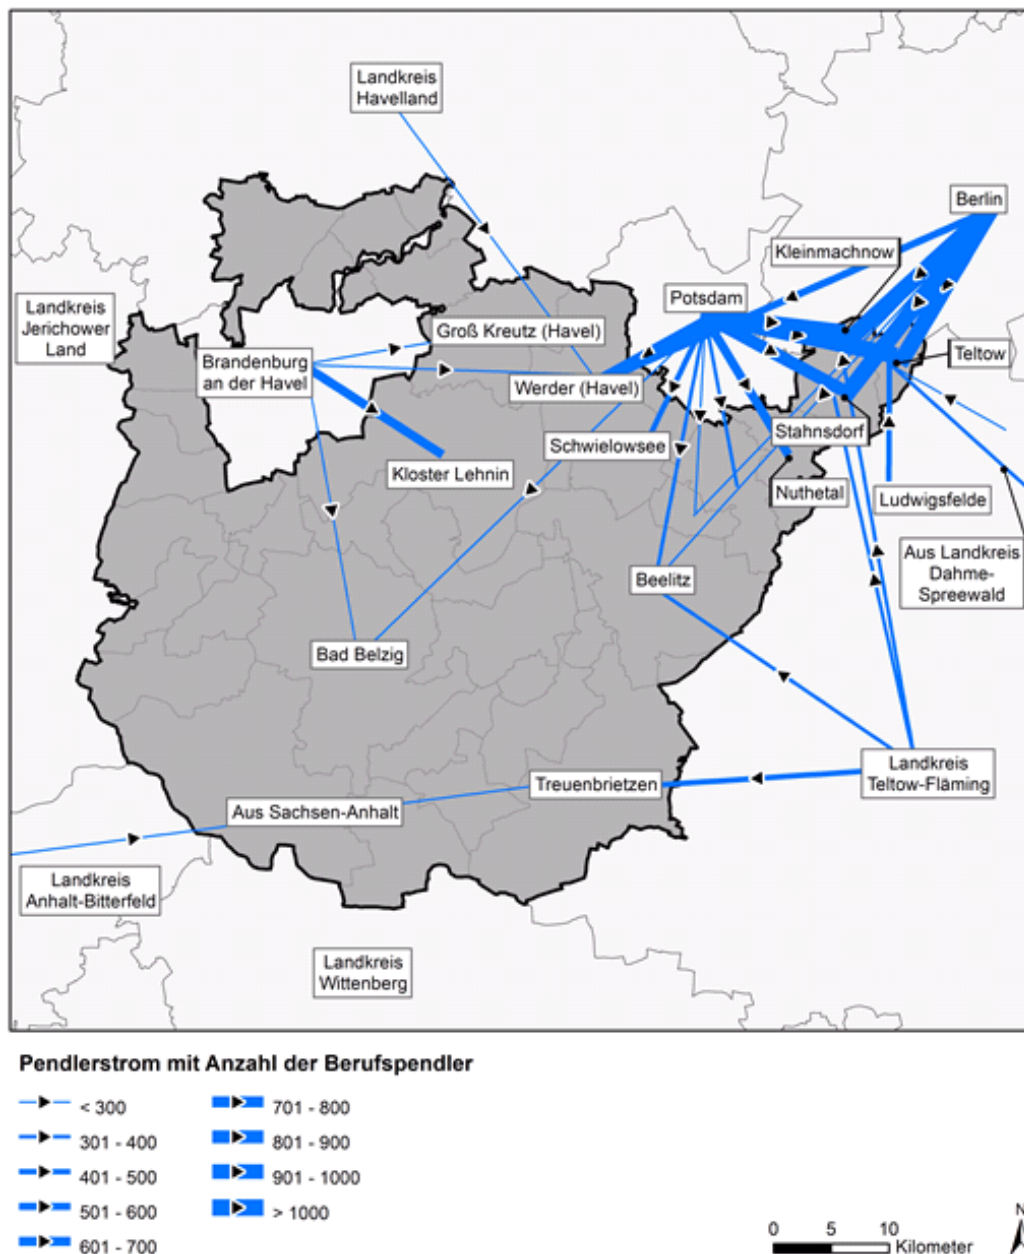 Landkreis
Havelland
Berlin
Kleinmachnow
Potsdam
Landkreis
Jerichower
Land
Groß Kreutz (Havel)
Brandenburg
an der Havel
Teltow
Werder (Havel)
Stahnsdorf
Schwielowsee
Kloster Lehnin
Nuthetal
Ludwigsfelde
Aus Landkreis
Dahme-
Spreewald
Beelitz
Bad Belzig
Landkreis
Teltow-Fläming
Treuenbrietzen
Aus Sachsen-Anhalt
Landkreis
Anhalt-Bitterfeld
Landkreis
Wittenberg
Pendlerstrom mit Anzahl der Berufspendler
< 300
301 - 400
401 - 500
501 - 600
601 - 700
701 - 800
801 - 900
901 - 1000
> 1000
N
0 5 10
Kilometer